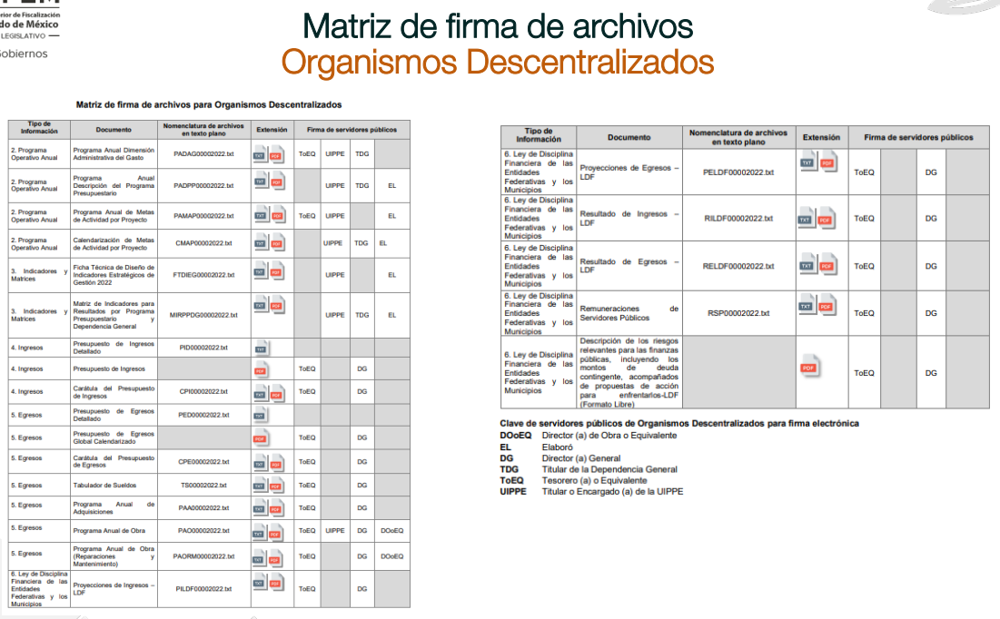 rior de Fiscalización
do de México
LEGISLATIVO
obiernos
Matriz de firma de archivos
Organismos Descentralizados
Matriz de firma de archivos para Organismos Descentralizados
Tipo de Información Documento Nomenclatura de archivos en texto plano Extensión Firma de servidores públicos
2. Programa Operativo Anual Programa Anual Dimensión Administrativa del Gasto PADAG00002022.txt TXT PDF ToEQ UIPPE TDG
2. Programa Operativo Anual Programa Anual Descripción del Programa Presupuestario PADPP00002022.txt TXT PDF UIPPE TDG EL
2. Programa Operativo Anual Programa Anual de Metas de Actividad por Proyecto PAMAP00002022.txt TXT PDF ToEQ UIPPE EL
2. Programa Operativo Anual Calendarización de Metas de Actividad por Proyecto CMAP00002022.txt TXT PDF UIPPE TDG EL
3. Indicadores y Matrices Ficha Técnica de Diseño de Indicadores Estratégicos de Gestión 2022 FTDIEG00002022.txt TXT PDF UIPPE EL
3. Indicadores y Matrices Matriz de Indicadores para Resultados por Programa Presupuestario y Dependencia General MIRPPDG00002022.txt TXT PDF UIPPE TDG EL
4. Ingresos Presupuesto de Ingresos Detallado PID00002022.txt TXT
4. Ingresos Presupuesto de Ingresos PDF ToEQ DG
4. Ingresos Carátula del Presupuesto de Ingresos CPI00002022.txt TXT PDF ToEQ DG
5. Egresos Presupuesto de Egresos Detallado PED00002022.txt TXT
5. Egresos Presupuesto de Egresos Global Calendarizado PDF ToEQ DG
5. Egresos Carátula del Presupuesto de Egresos CPE00002022.txt TXT PDF ToEQ DG
5. Egresos Tabulador de Sueldos TS00002022.txt TXT PDF ToEQ DG
5. Egresos Programa Anual de Adquisiciones PAA00002022.txt TXT PDF ToEQ DG
5. Egresos Programa Anual de Obra PAO00002022.txt TXT PDF ToEQ UIPPE DG DOoEQ
5. Egresos Programa Anual de Obra (Reparaciones y Mantenimiento) PAORM00002022.txt TXT PDF ToEQ DG DOoEQ
6. Ley de Disciplina Financiera de las Entidades Federativas y los Municipios Proyecciones de Ingresos – LDF PILDF00002022.txt TXT PDF ToEQ DG
Tipo de Información Documento Nomenclatura de archivos en texto plano Extensión Firma de servidores públicos
6. Ley de Disciplina Financiera de las Entidades Federativas y los Municipios Proyecciones de Egresos – LDF PELDF00002022.txt TXT PDF ToEQ DG
6. Ley de Disciplina Financiera de las Entidades Federativas y los Municipios Resultado de Ingresos – LDF RILDF00002022.txt TXT PDF ToEQ DG
6. Ley de Disciplina Financiera de las Entidades Federativas y los Municipios Resultado de Egresos – LDF RELDF00002022.txt TXT PDF ToEQ DG
6. Ley de Disciplina Financiera de las Entidades Federativas y los Municipios Remuneraciones de Servidores Públicos RSP00002022.txt TXT PDF ToEQ DG
6. Ley de Disciplina Financiera de las Entidades Federativas y los Municipios Descripción de los riesgos relevantes para las finanzas públicas, incluyendo los montos de deuda contingente, acompañados de propuestas de acción para enfrentarlos-LDF (Formato Libre) PDF ToEQ DG
Clave de servidores públicos de Organismos Descentralizados para firma electrónica
DOoEQ Director (a) de Obra o Equivalente
EL Elaboró
DG Director (a) General
TDG Titular de la Dependencia General
ToEQ Tesorero (a) o Equivalente
UIPPE Titular o Encargado (a) de la UIPPE